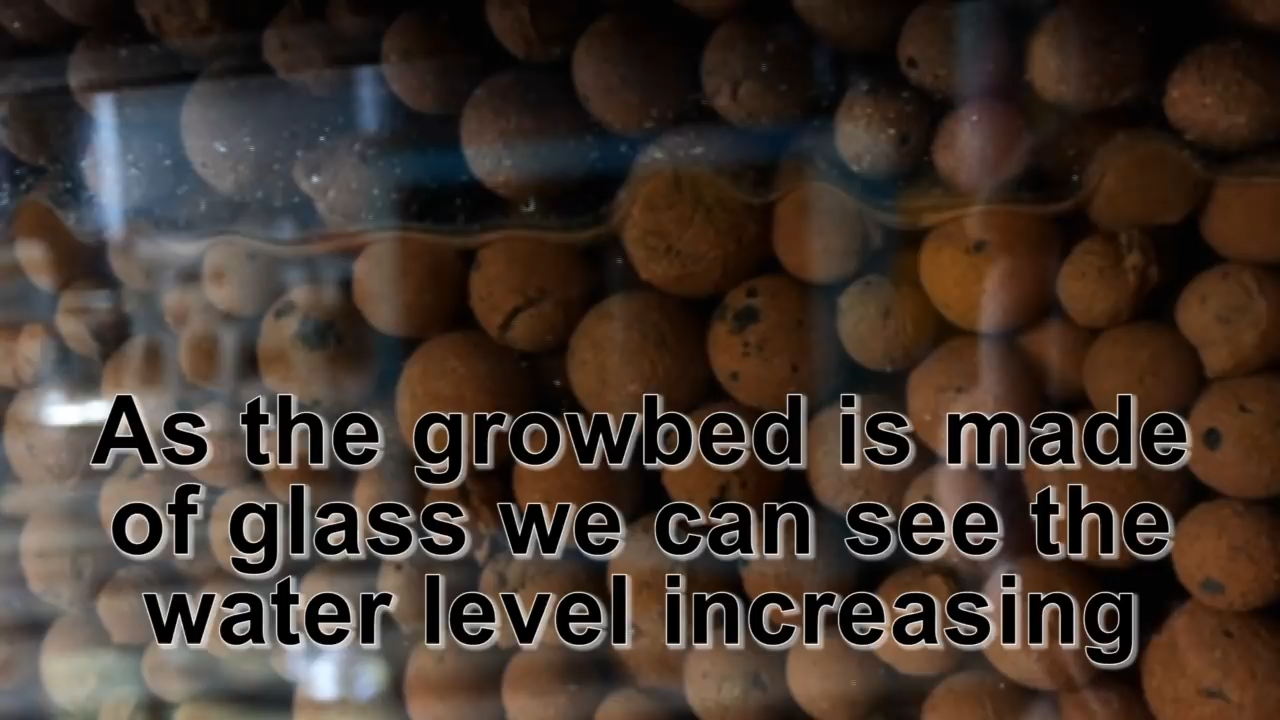 As the growbed is made
of glass we can see the
water level increasing